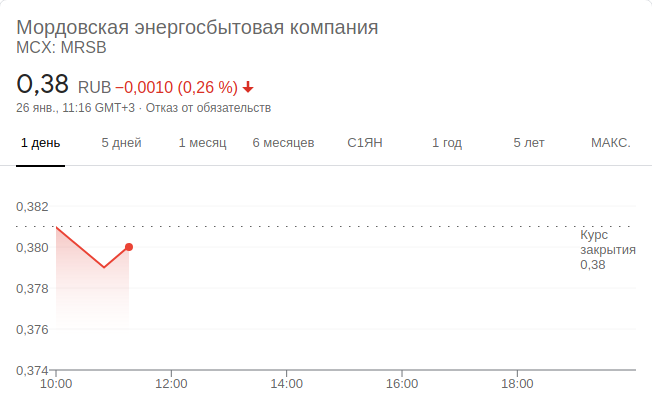 Мордовская энергосбытовая компания
MCX: MRSB
0,38 RUB −0,0010 (0,26 %)
26 янв., 11:16 GMT+3 · Отказ от обязательств
1 день 5 дней 1 месяц 6 месяцев С1ЯН 1 год 5 лет МАКС.
0,382
Курс
закрытия
0,38
0,380
0,378
0,376
0,374
10:00 12:00 14:00 16:00 18:00